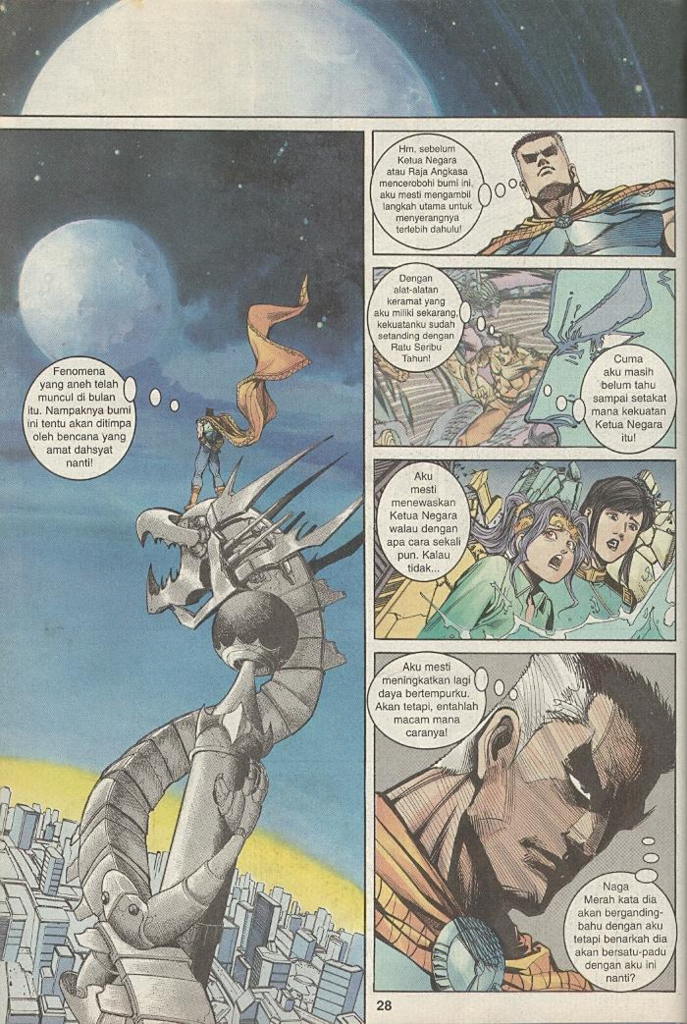 Fenomena
yang aneh telah
muncul di bulan
itu. Nampaknya bumi
ini tentu akan ditimpa
oleh bencana yang
amat dahsyat
nanti!
Hm, sebelum
Ketua Negara
atau Raja Angkasa
mencerobohi bumi ini,
aku mesti mengambil
langkah utama untuk
menyerangnya
terlebih dahulu!
Dengan
alat-alatan
keramat yang
aku miliki sekarang,
kekuatanku sudah
setanding dengan
Ratu Seribu
Tahun!
Cuma
aku masih
belum tahu
sampai setakat
mana kekuatan
Ketua Negara
itu!
Aku
mesti
menewaskan
Ketua Negara
walau dengan
apa cara sekali
pun. Kalau
tidak...
Aku mesti
meningkatkan lagi
daya bertempurku.
Akan tetapi, entahlah
macam mana
caranya!
Naga
Merah kata dia
akan berganding-
bahu dengan aku
tetapi benarkah dia
akan bersatu-padu
dengan aku ini
nanti?
28